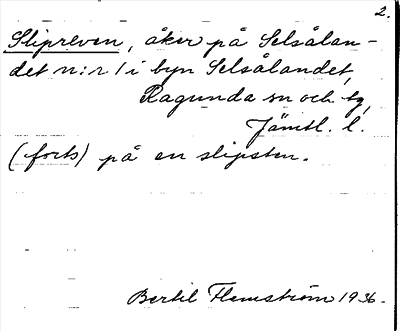 2.
Slipreven, åker på Selsålan-
det n:r 1 i byn Selsålandet,
Ragunda sn och tg,
Jämtl. l.
(forts) på en slipsten.
Bertil Flemström 1936.